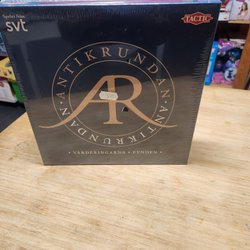 Spelet från
svt
TACTIC
ANTIKRUNDAN · ANTIKRUNDAN ·
AR
· VÄRDERINGARNA · FYNDEN ·